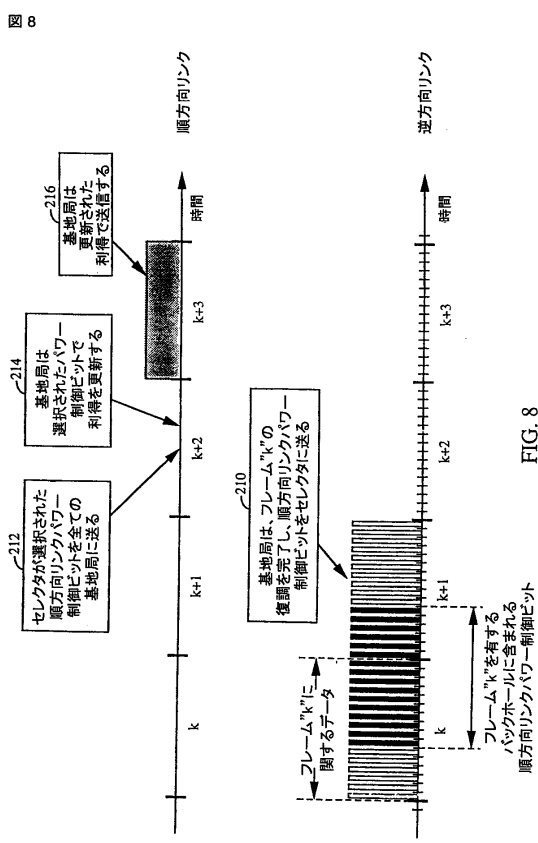 図 8
216
基地局は
更新された
利得で送信する
順方向リンク
時間
214
基地局は
選択されたパワー
制御ビットで
利得を更新する
212
セレクタが選択された
順方向リンクパワー
制御ビットを全ての
基地局に送る
k
k+1
k+2
k+3
210
基地局は、フレーム"k"の
復調を完了し、順方向リンクパワー
制御ビットをセレクタに送る
逆方向リンク
時間
フレーム"k"に
関するデータ
k
k+1
k+2
k+3
フレーム"k"を有する
バックホールに含まれる
順方向リンクパワー制御ビット
FIG. 8